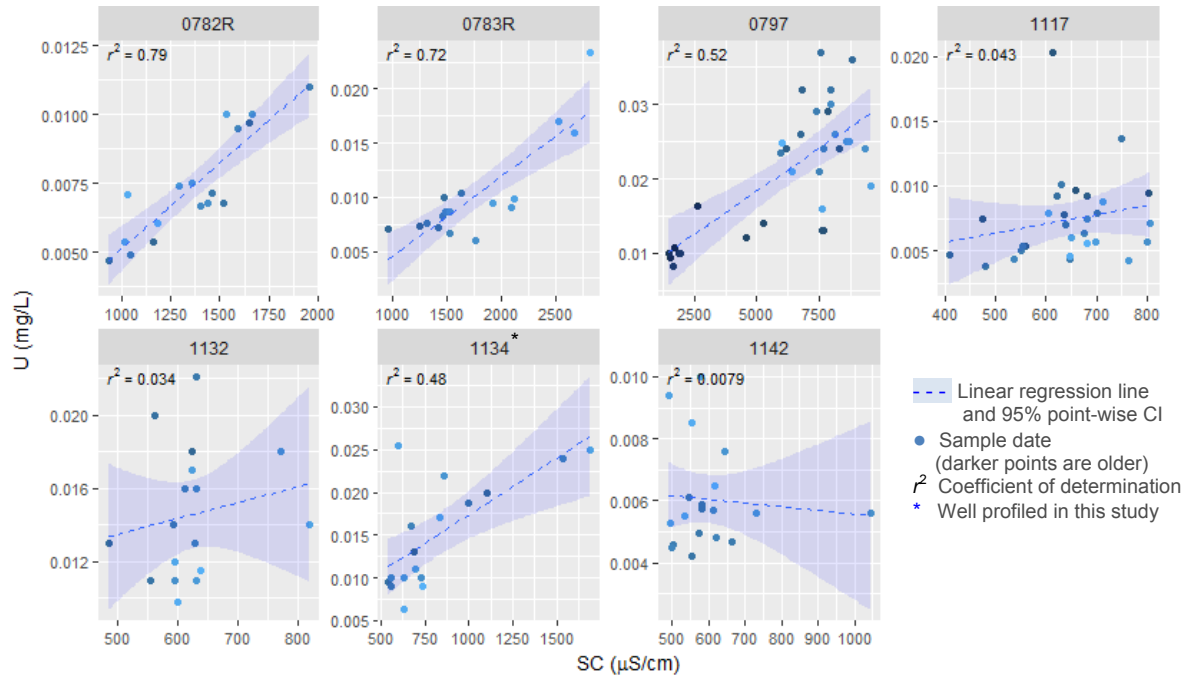 0782R
0783R
0797
1117
r² = 0.79
r² = 0.72
r² = 0.52
r² = 0.043
0.0125
0.0100
0.0075
0.0050
0.020
0.015
0.010
0.005
0.03
0.02
0.01
0.020
0.015
0.010
0.005
1000 1250 1500 1750 2000
1000 1500 2000 2500
2500 5000 7500
400 500 600 700 800
U (mg/L)
1132
1134*
1142
r² = 0.034
r² = 0.48
r² = 0.0079
0.020
0.016
0.012
0.030
0.025
0.020
0.015
0.010
0.005
0.010
0.008
0.006
0.004
500 600 700 800
500 750 1000 1250 1500
500 600 700 800 900 1000
SC (µS/cm)
Linear regression line
and 95% point-wise CI
Sample date
(darker points are older)
r² Coefficient of determination
* Well profiled in this study